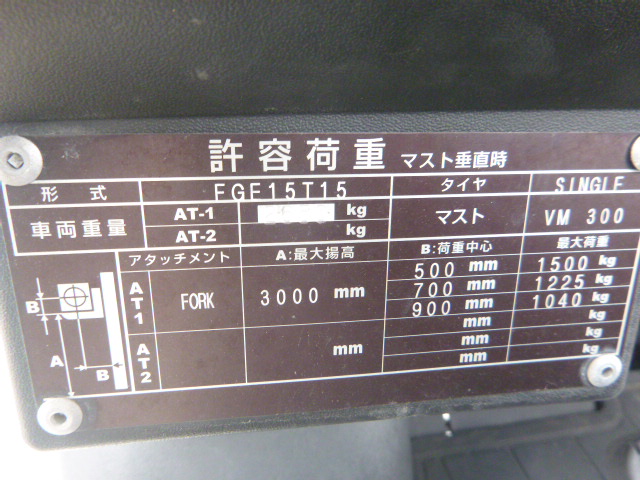 許容荷重 マスト垂直時
形式 FGE15T15 タイヤ SINGLE
車両重量 AT-1 kg マスト VM 300
AT-2 kg
アタッチメント A:最大揚高 B:荷重中心 最大荷重
AT1 FORK 3000 mm 500 mm 1500 kg
700 mm 1225 kg
900 mm 1040 kg
mm kg
AT2 mm mm kg
mm kg
B
A
B